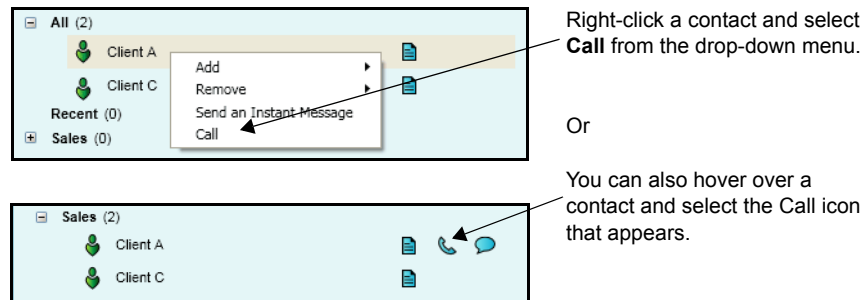 All (2)
Client A
Client C
Recent (0)
Sales (0)
Add
Remove
Send an Instant Message
Call
Right-click a contact and select
Call from the drop-down menu.
Or
You can also hover over a
contact and select the Call icon
that appears.
Sales (2)
Client A
Client C